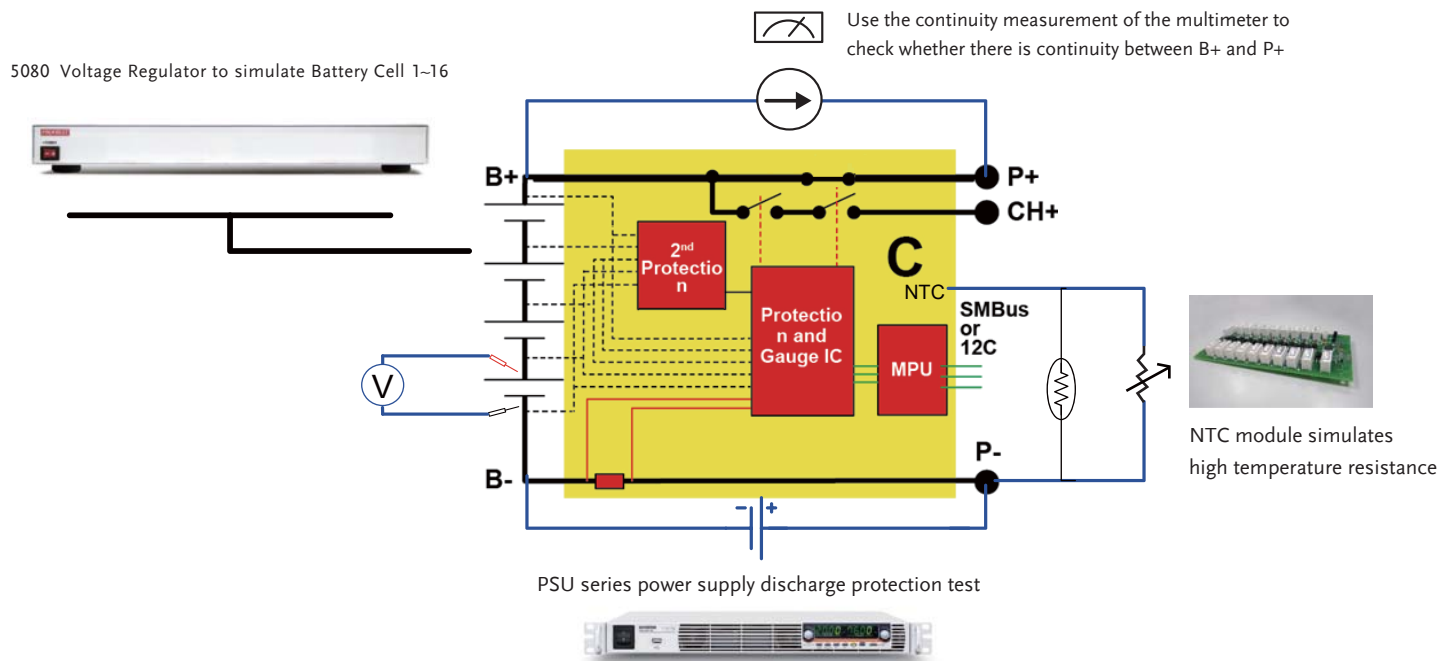 Use the continuity measurement of the multimeter to
check whether there is continuity between B+ and P+
5080 Voltage Regulator to simulate Battery Cell 1~16
B+
P+
CH+
2nd
Protectio
n
C
NTC
SMBus
or
12C
Protectio
n and
Gauge IC
MPU
V
NTC module simulates
high temperature resistance
P-
B-
- +
PSU series power supply discharge protection test